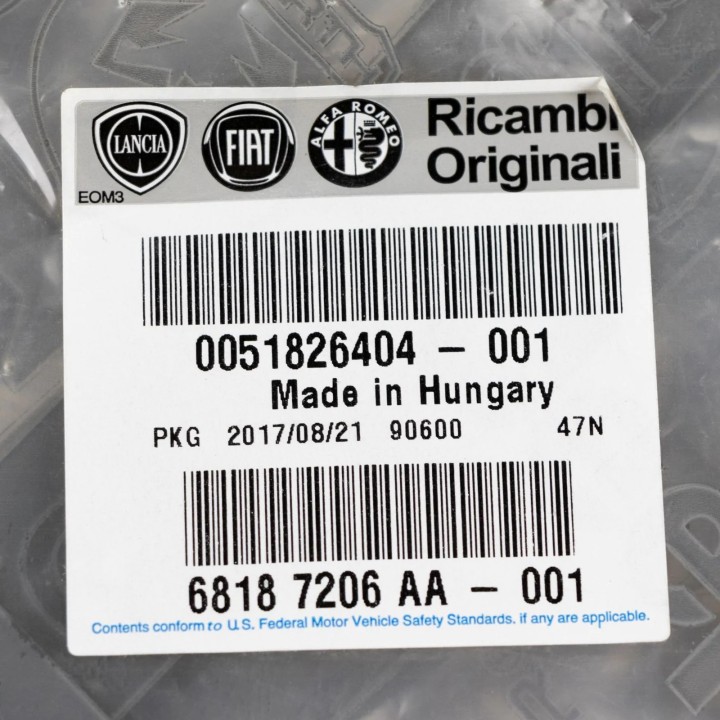 LANCIA
FIAT
ALFA ROMEO
Ricambi
Originali
EOM3
0051826404 – 001
Made in Hungary
PKG 2017/08/21 90600 47N
6818 7206 AA – 001
Contents conform to U.S. Federal Motor Vehicle Safety Standards. if any are applicable.